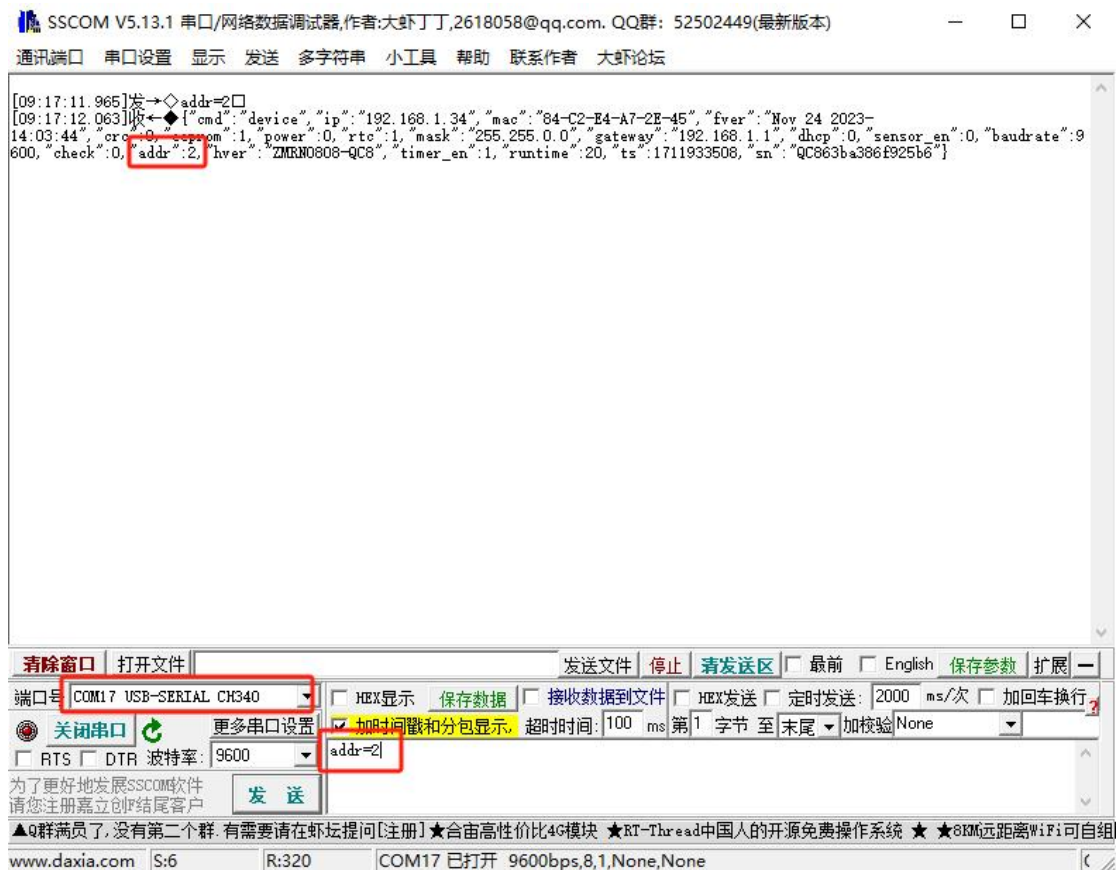 SSCOM V5.13.1 串口/网络数据调试器,作者:大虾丁丁,2618058@qq.com. QQ群: 52502449(最新版本)
通讯端口 串口设置 显示 发送 多字符串 小工具 帮助 联系作者 大虾论坛
[09:17:11.965]发→◇addr=2□
[09:17:12.063]收←◆{"cmd":"device","ip":"192.168.1.34","mac":"84-C2-E4-A7-2E-45","fver":"Nov 24 2023-
14:03:44","crc":0,"eeprom":1,"power":0,"rtc":1,"mask":"255.255.0.0","gateway":"192.168.1.1","dhcp":0,"sensor_en":0,"baudrate":9
600,"check":0,"addr":2,"hver":"ZMRN0808-QC8","timer_en":1,"runtime":20,"ts":1711933508,"sn":"QC863ba386f925b6"}
清除窗口 打开文件 发送文件 停止 清发送区 最前 English 保存参数 扩展 —
端口号 COM17 USB-SERIAL CH340 HEX显示 保存数据 接收数据到文件 HEX发送 定时发送: 2000 ms/次 加回车换行
关闭串口 更多串口设置 加时间戳和分包显示, 超时时间: 100 ms 第1 字节 至 末尾 加校验 None
RTS DTR 波特率: 9600 addr=2
为了更好地发展SSCOM软件
请您注册嘉立创F结尾客户
发 送
▲Q群满员了,没有第二个群.有需要请在虾坛提问[注册]★合宙高性价比4G模块 ★RT-Thread中国人的开源免费操作系统 ★ ★8KM远距离WiFi可自组
www.daxia.com S:6 R:320 COM17 已打开 9600bps,8,1,None,None